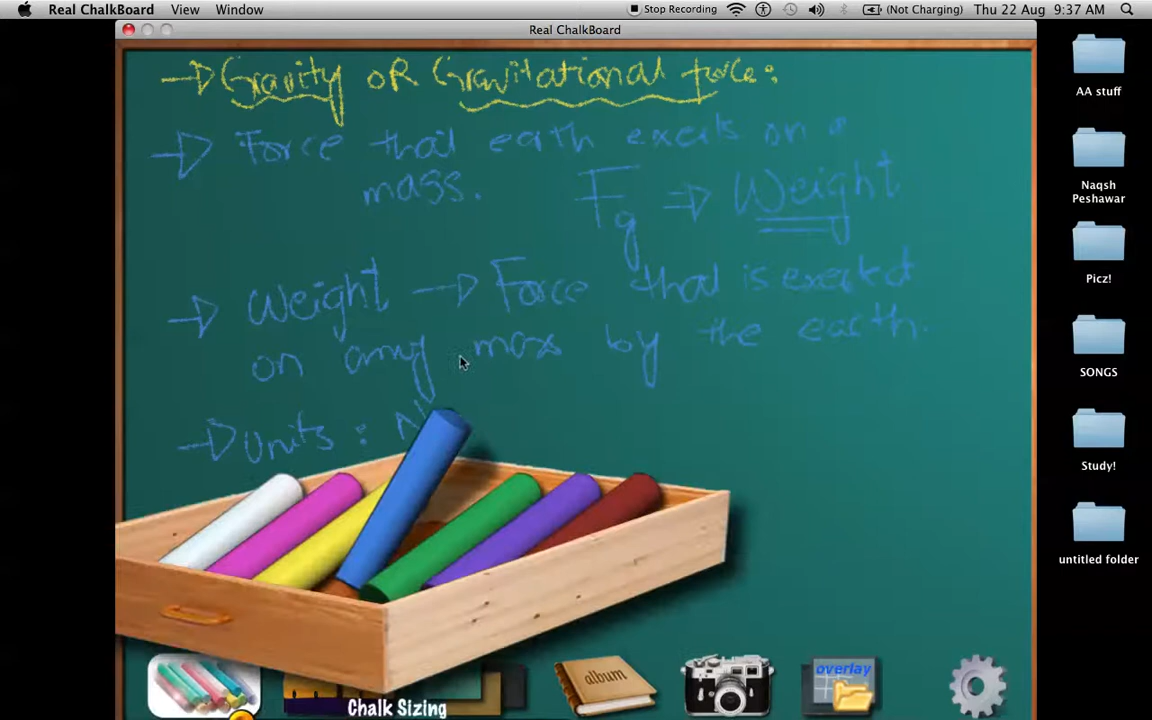 Real ChalkBoard View Window Stop Recording (Not Charging) Thu 22 Aug 9:37 AM
Real ChalkBoard
Gravity OR Gravitational force:
Force that earth exerts on a
mass. Fg ⇒ Weight
Weight → Force that is exerted
on any mass by the earth.
Units : N
AA stuff
Naqsh
Peshawar
Picz!
SONGS
Study!
untitled folder
album
overlay
Chalk Sizing